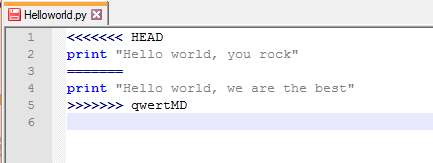 Helloworld.py
1 <<<<<<< HEAD
2 print "Hello world, you rock"
3 =======
4 print "Hello world, we are the best"
5 >>>>>>> qwertMD
6